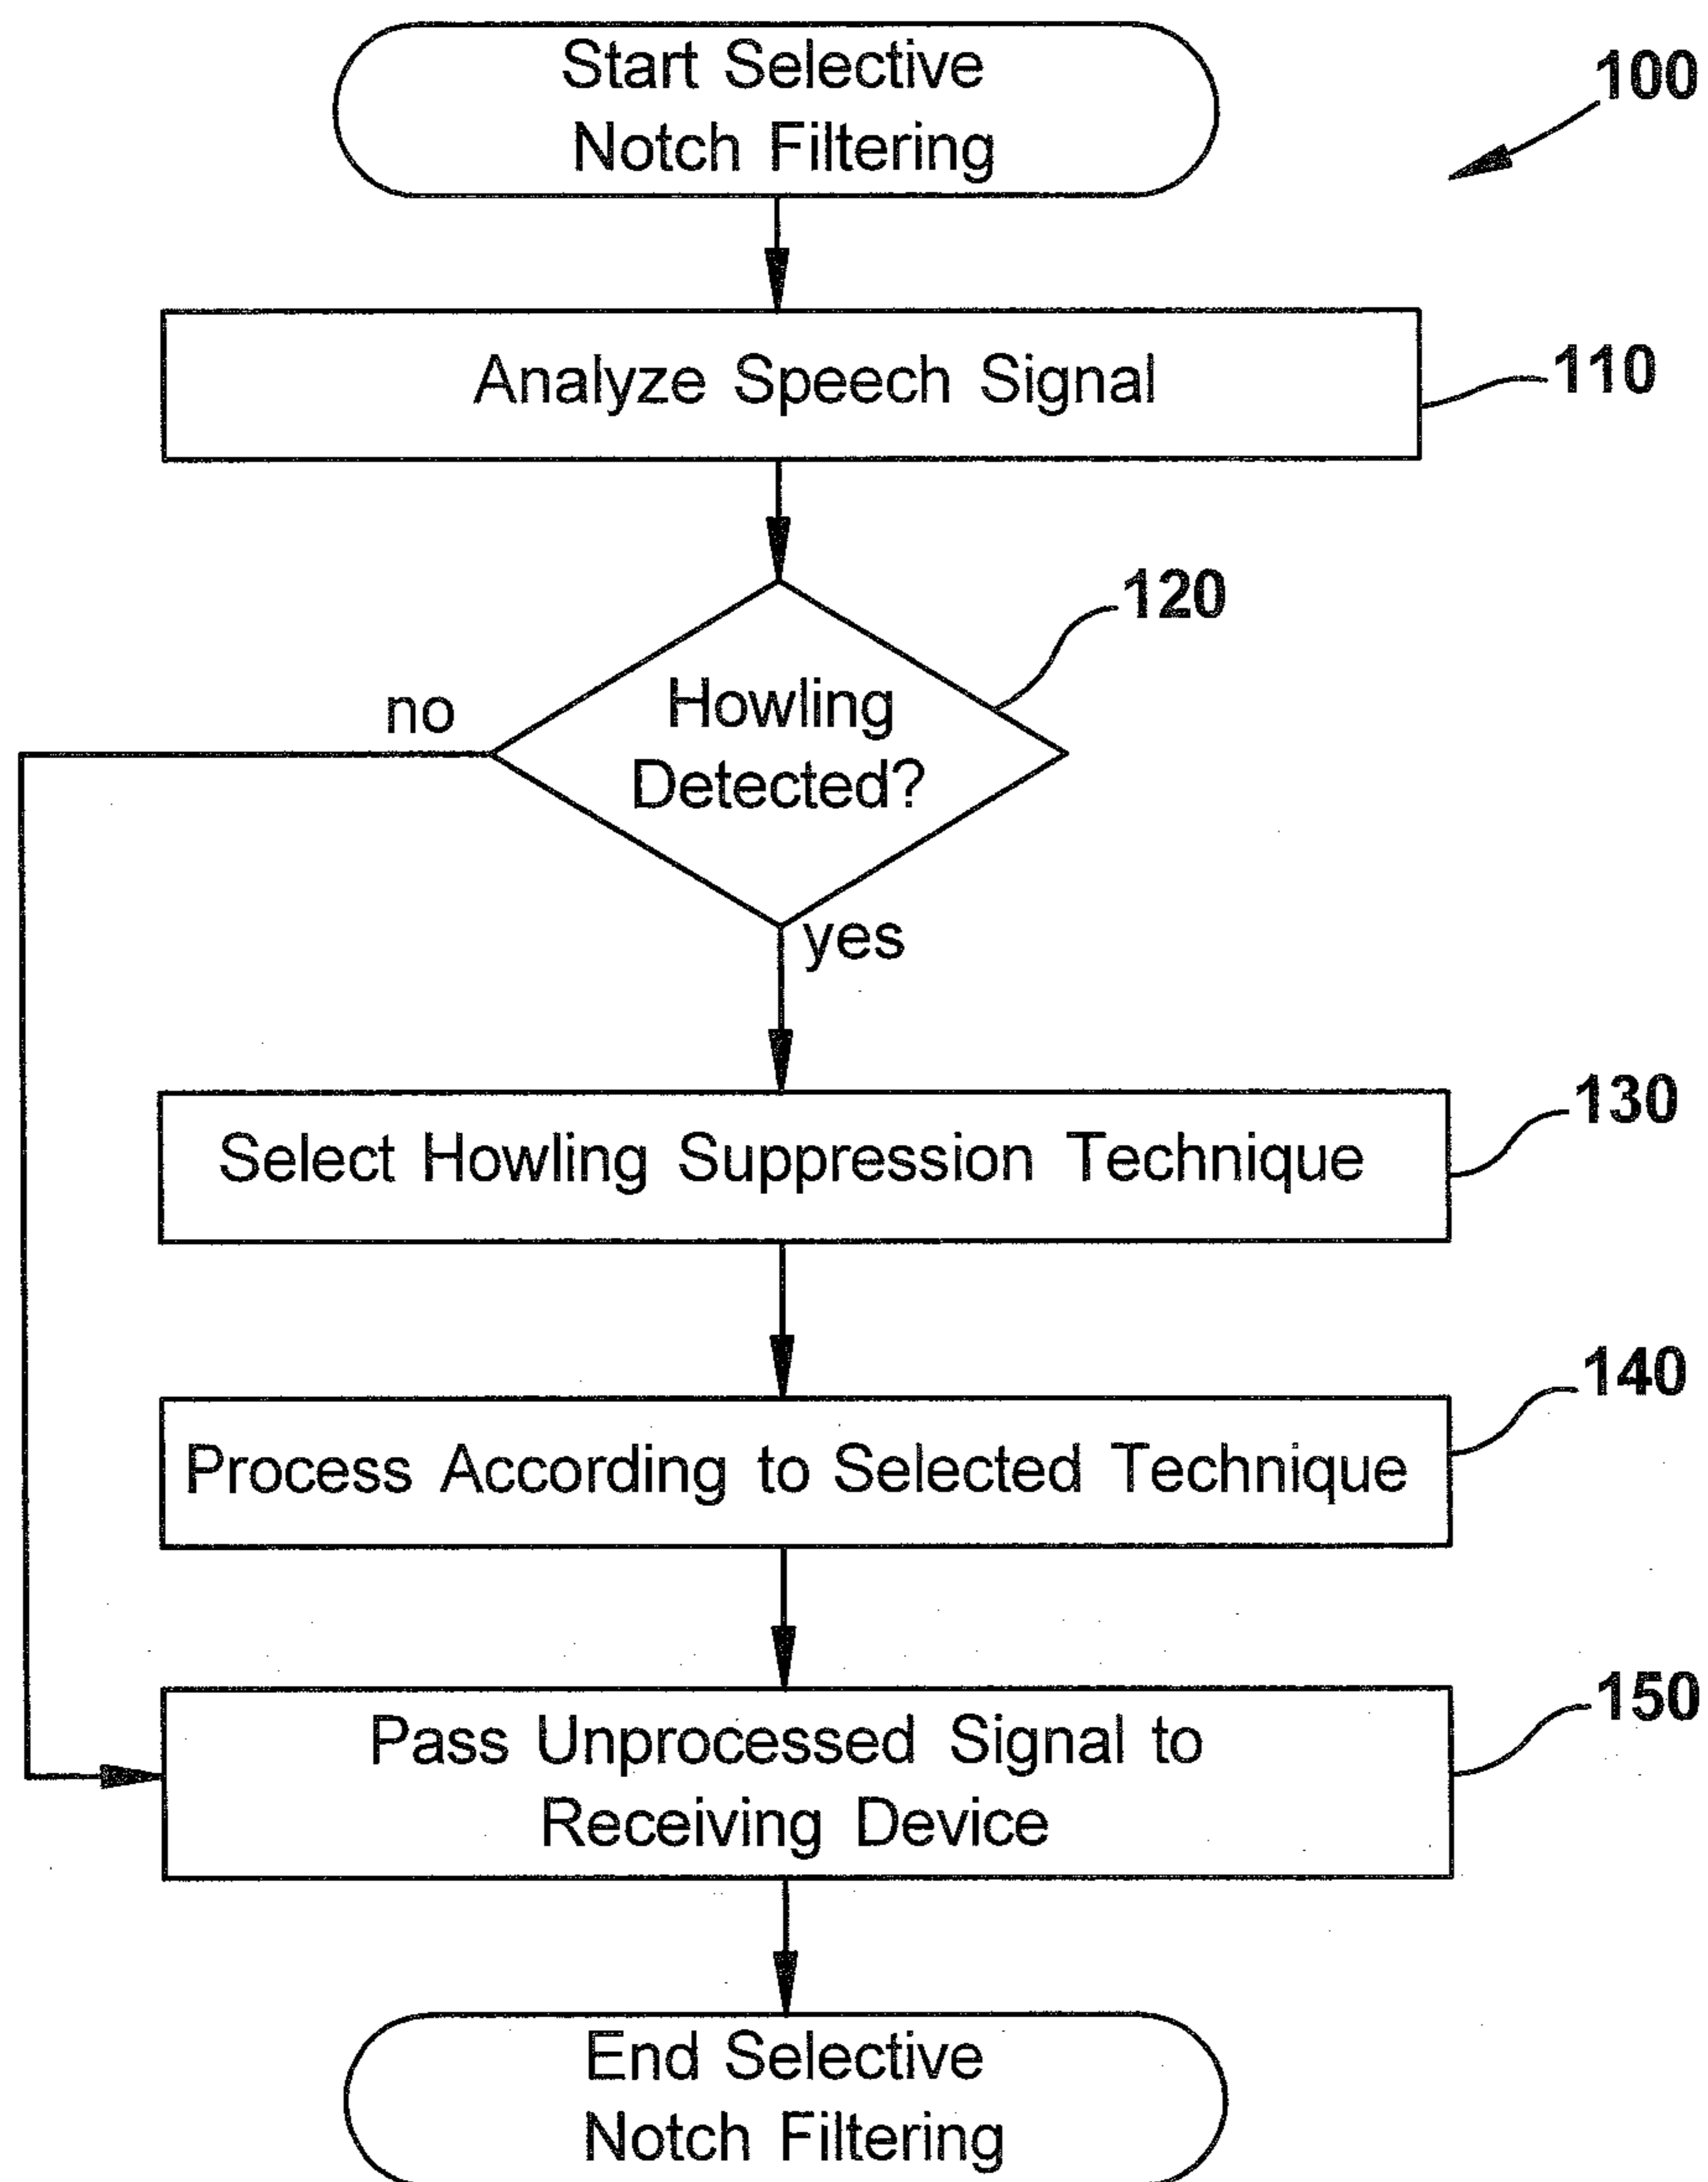 Start Selective
Notch Filtering
100
Analyze Speech Signal
110
120
Howling
Detected?
no
yes
Select Howling Suppression Technique
130
Process According to Selected Technique
140
Pass Unprocessed Signal to
Receiving Device
150
End Selective
Notch Filtering